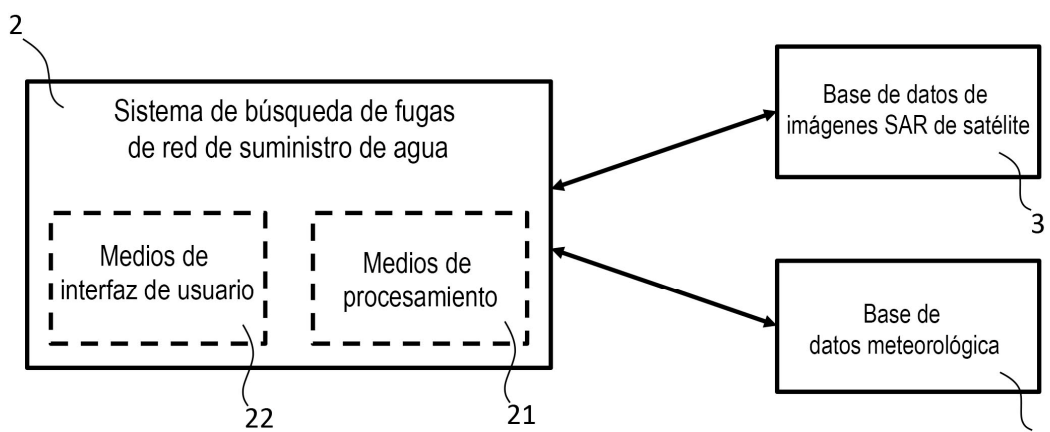 2
Sistema de búsqueda de fugas
de red de suministro de agua
Medios de
interfaz de usuario
22
Medios de
procesamiento
21
Base de datos de
imágenes SAR de satélite
3
Base de
datos meteorológica